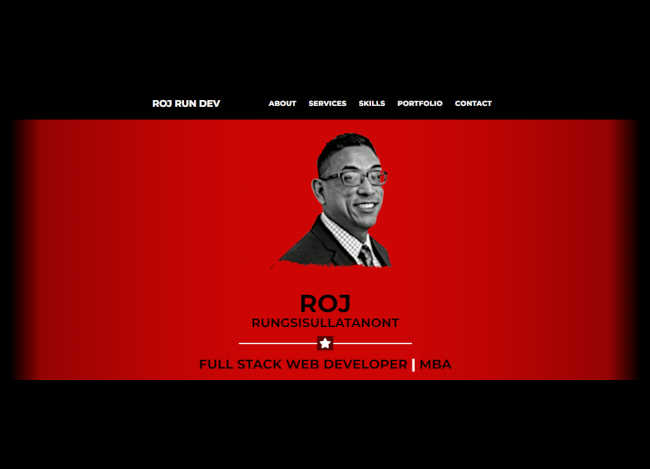 ROJ RUN DEV ABOUT SERVICES SKILLS PORTFOLIO CONTACT
ROJ
RUNGSISULLATANONT
FULL STACK WEB DEVELOPER | MBA